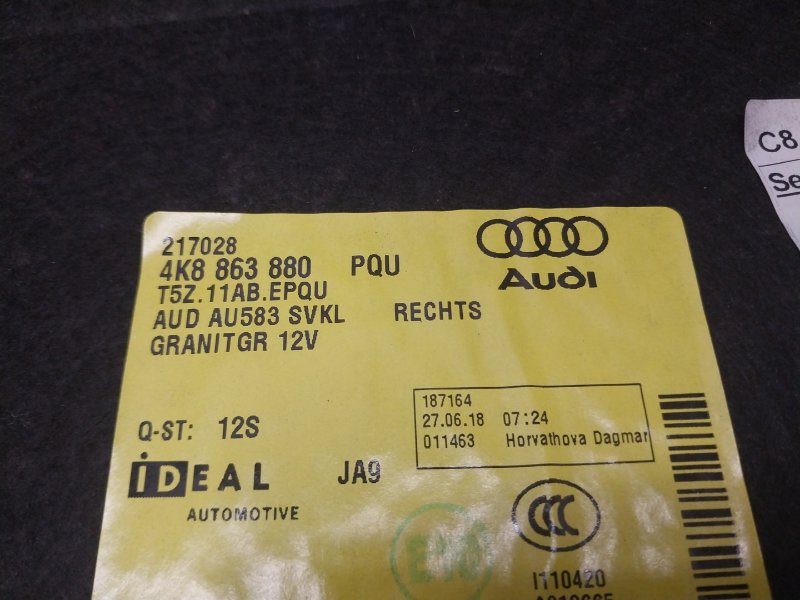 217028
4K8 863 880 PQU
T5Z.11AB.EPQU
AUD AU583 SVKL RECHTS
GRANITGR 12V
Audi
Q-ST: 12S
187164
27.06.18 07:24
011463 Horvathova Dagmar
iDEAL JA9
AUTOMOTIVE
CCC
I110420
C8
Se